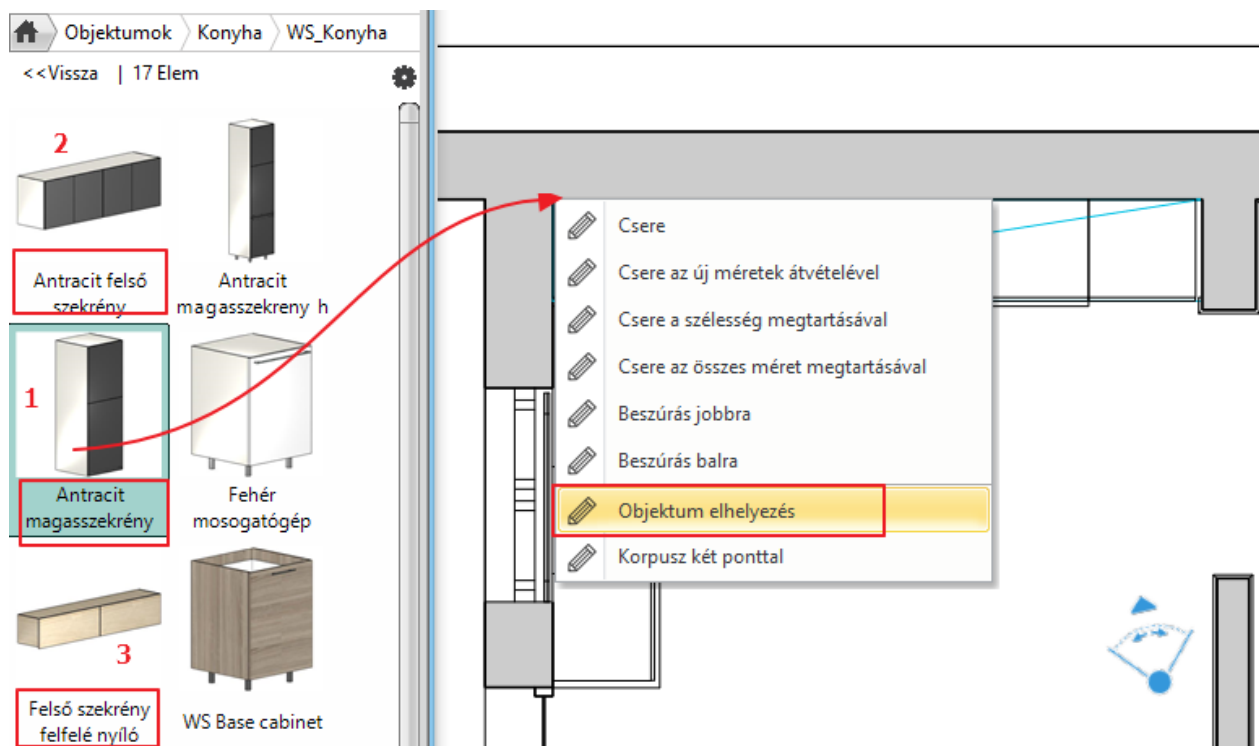 Objektumok Konyha WS_Konyha
<<Vissza | 17 Elem
2
Antracit felső
szekrény
Antracit
magasszekreny h
1
Antracit
magasszekrény
Fehér
mosogatógép
3
Felső szekrény
felfelé nyíló
WS Base cabinet
Csere
Csere az új méretek átvételével
Csere a szélesség megtartásával
Csere az összes méret megtartásával
Beszúrás jobbra
Beszúrás balra
Objektum elhelyezés
Korpusz két ponttal